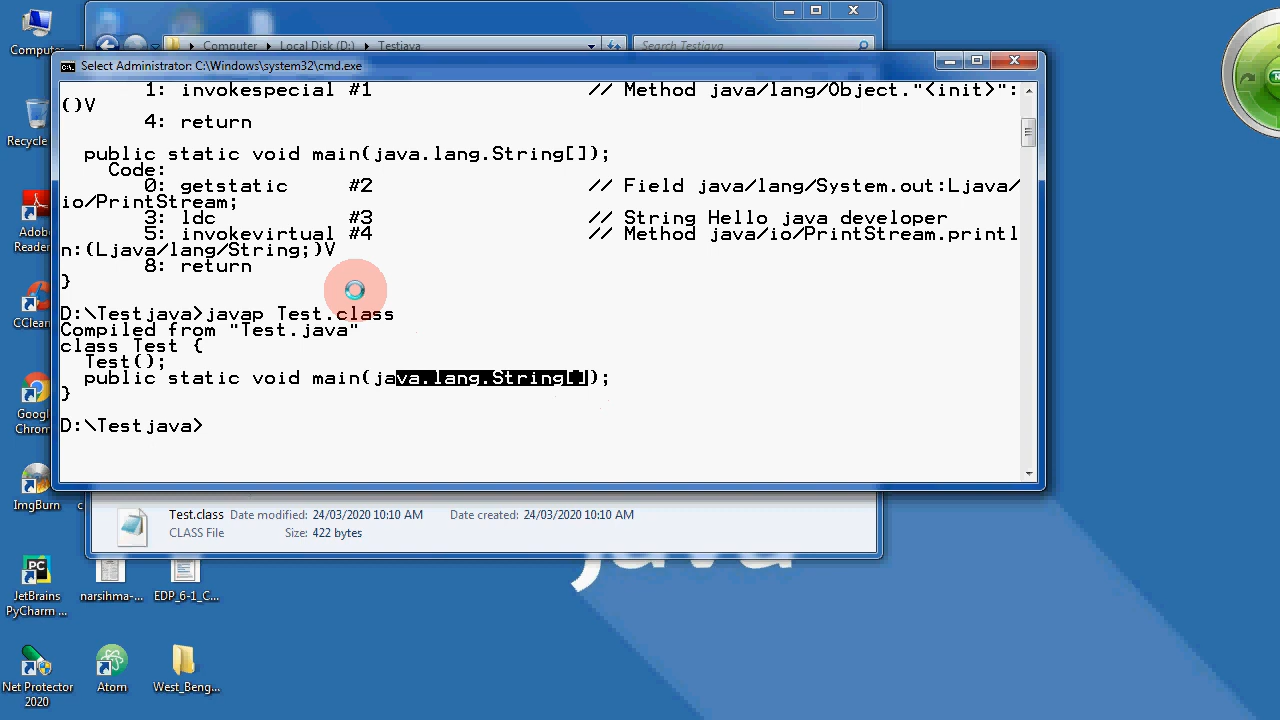 Computer
Computer ▸ Local Disk (D:) ▸ Testjava
Search Testjava
Select Administrator: C:\Windows\system32\cmd.exe
1: invokespecial #1 // Method java/lang/Object."<init>":
()V
4: return
public static void main(java.lang.String[]);
Code:
0: getstatic #2 // Field java/lang/System.out:Ljava/
io/PrintStream;
3: ldc #3 // String Hello java developer
5: invokevirtual #4 // Method java/io/PrintStream.printl
n:(Ljava/lang/String;)V
8: return
}
D:\Testjava>javap Test.class
Compiled from "Test.java"
class Test {
Test();
public static void main(java.lang.String[]);
}
D:\Testjava>
Recycle
Adob
Reader
CClean
Googl
Chrom
ImgBurn
Test.class Date modified: 24/03/2020 10:10 AM Date created: 24/03/2020 10:10 AM
CLASS File Size: 422 bytes
java
PC
JetBrains
PyCharm ...
narsihma-...
EDP_6-1_C...
Net Protector
2020
Atom
West_Beng...